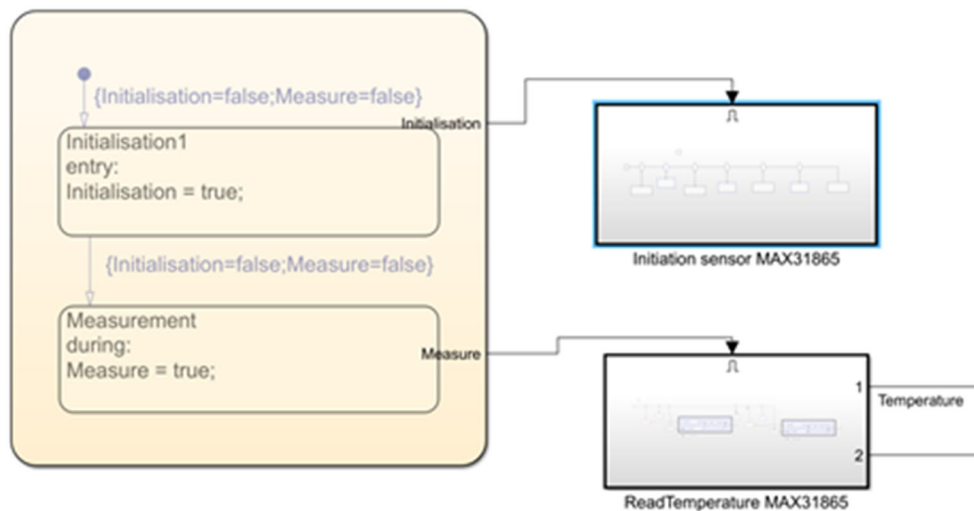 {Initialisation=false;Measure=false}
Initialisation
Initialisation1
entry:
Initialisation = true;
Initiation sensor MAX31865
{Initialisation=false;Measure=false}
Measurement
during:
Measure = true;
Measure
1
Temperature
2
ReadTemperature MAX31865